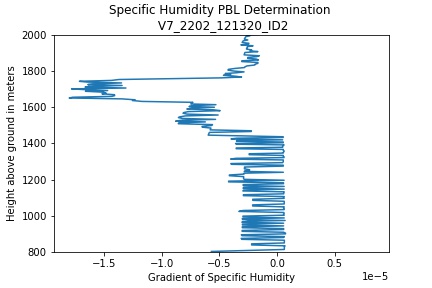 Specific Humidity PBL Determination
V7_2202_121320_ID2
2000
1800
1600
1400
1200
1000
800
Height above ground in meters
−1.5
−1.0
−0.5
0.0
0.5
1e−5
Gradient of Specific Humidity